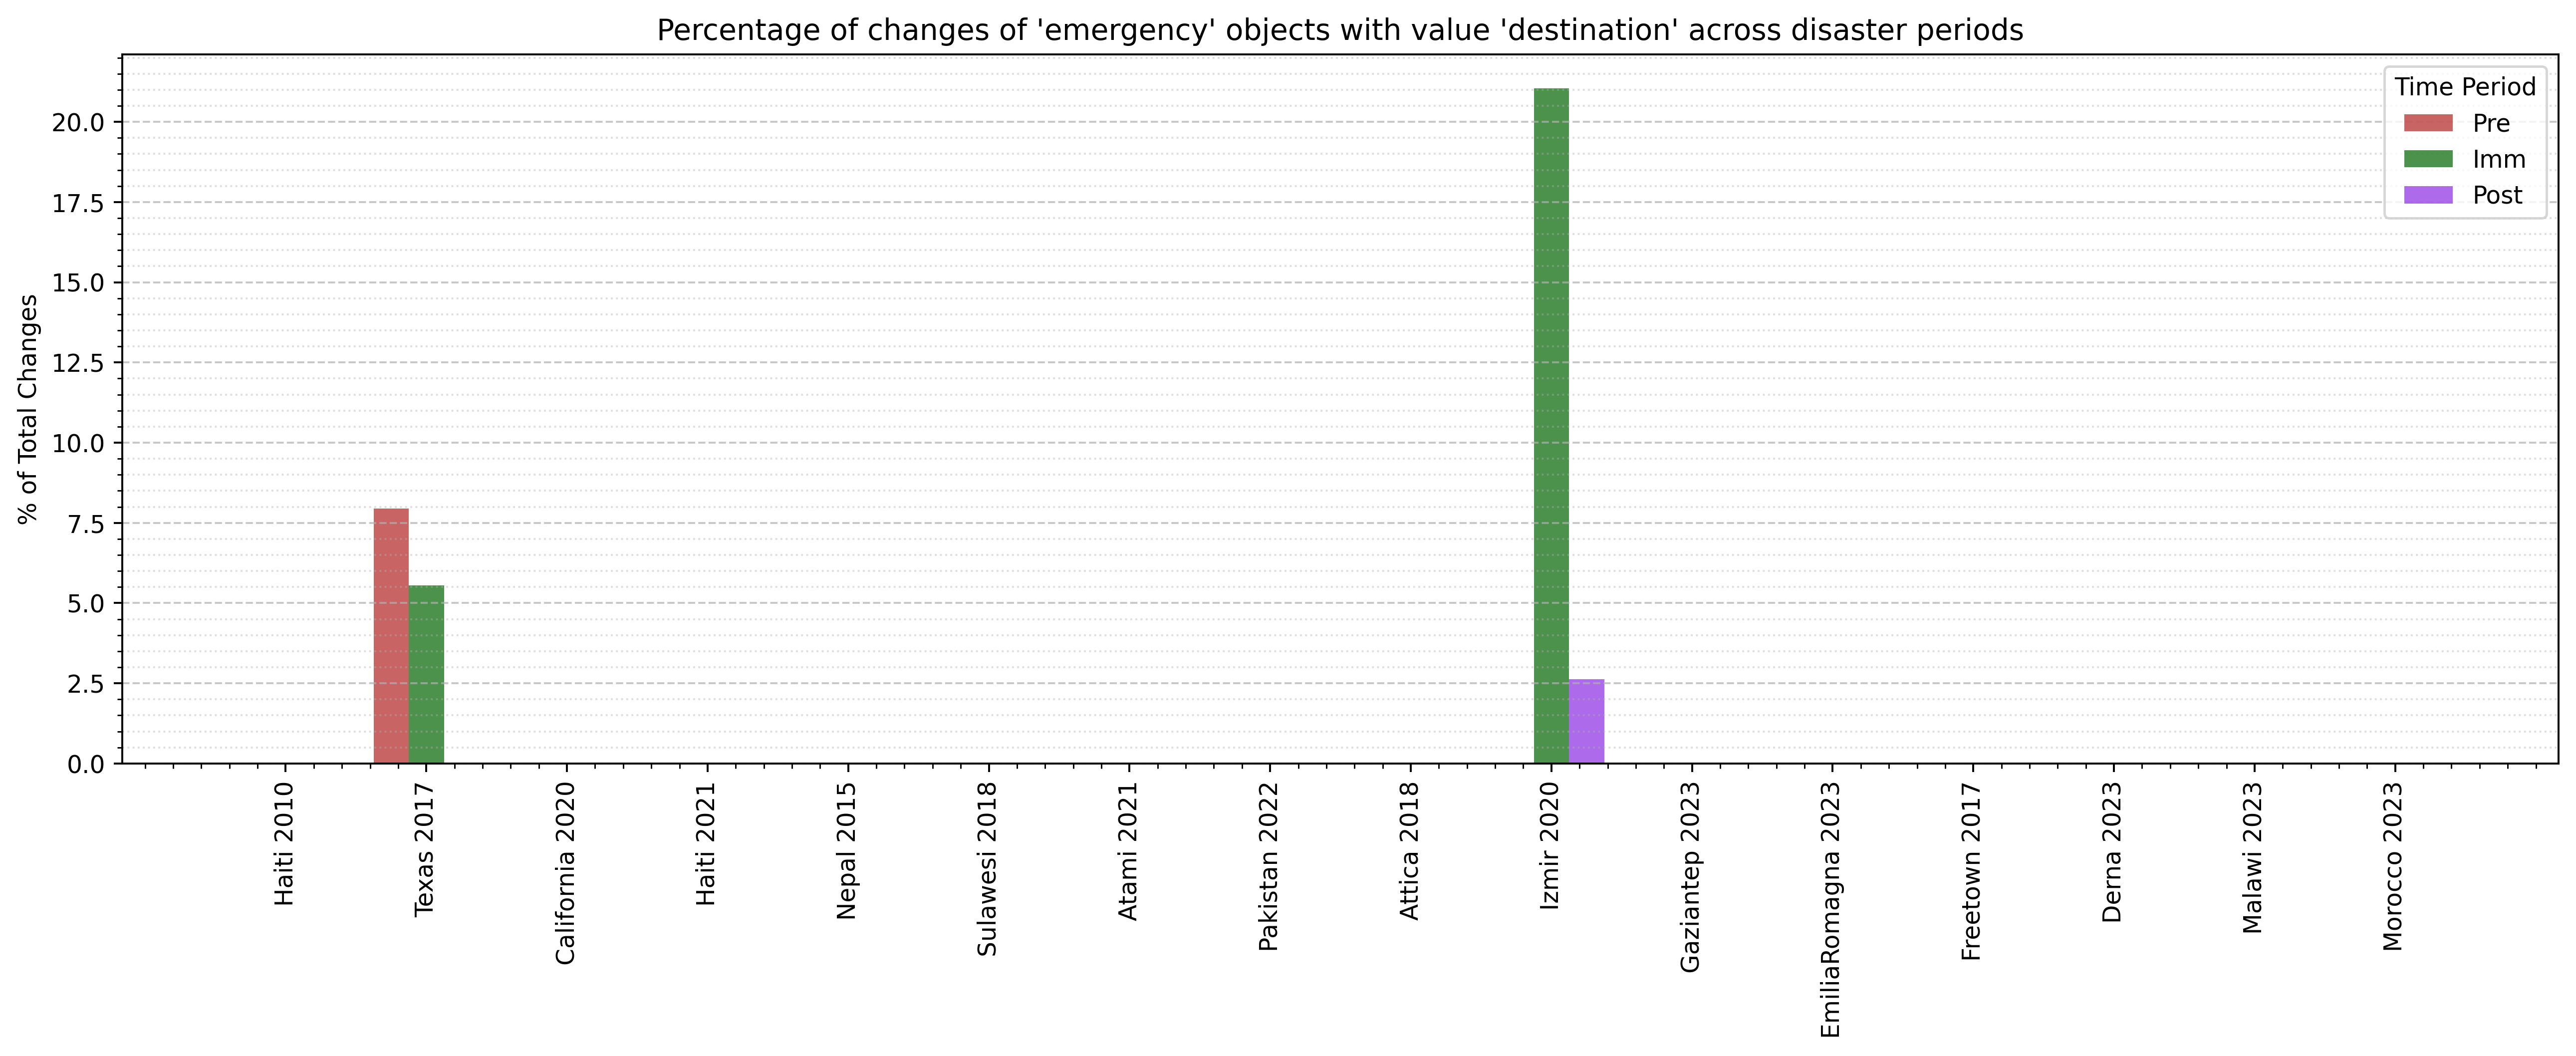 Percentage of changes of 'emergency' objects with value 'destination' across disaster periods
Time Period
Pre
Imm
Post
% of Total Changes
20.0
17.5
15.0
12.5
10.0
7.5
5.0
2.5
0.0
Haiti 2010
Texas 2017
California 2020
Haiti 2021
Nepal 2015
Sulawesi 2018
Atami 2021
Pakistan 2022
Attica 2018
Izmir 2020
Gaziantep 2023
EmiliaRomagna 2023
Freetown 2017
Derna 2023
Malawi 2023
Morocco 2023